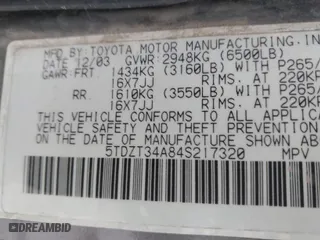 MFD. BY: TOYOTA MOTOR MANUFACTURING. IN
DATE 12/03 GVWR:2948KG (6500LB)
GAWR:FRT 1434KG (3160LB) WITH P265/
16X7JJ RIMS, AT 220KP
RR 1610KG (3550LB) WITH P265/
16X7JJ RIMS, AT 220KP
THIS VEHICLE CONFORMS TO ALL APPLICA
VEHICLE SAFETY AND THEFT PREVENTION
ON THE DATE OF MANUFACTURE SHOWN AB
5TDZT34A84S217320 MPV
DREAMBID